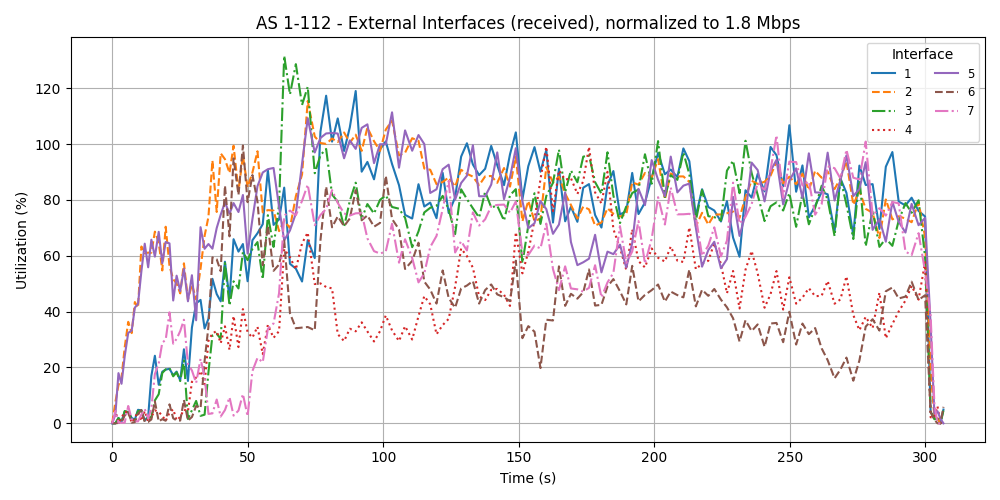 AS 1-112 - External Interfaces (received), normalized to 1.8 Mbps
Utilization (%)
120
100
80
60
40
20
0
0 50 100 150 200 250 300
Time (s)
Interface
1 5
2 6
3 7
4